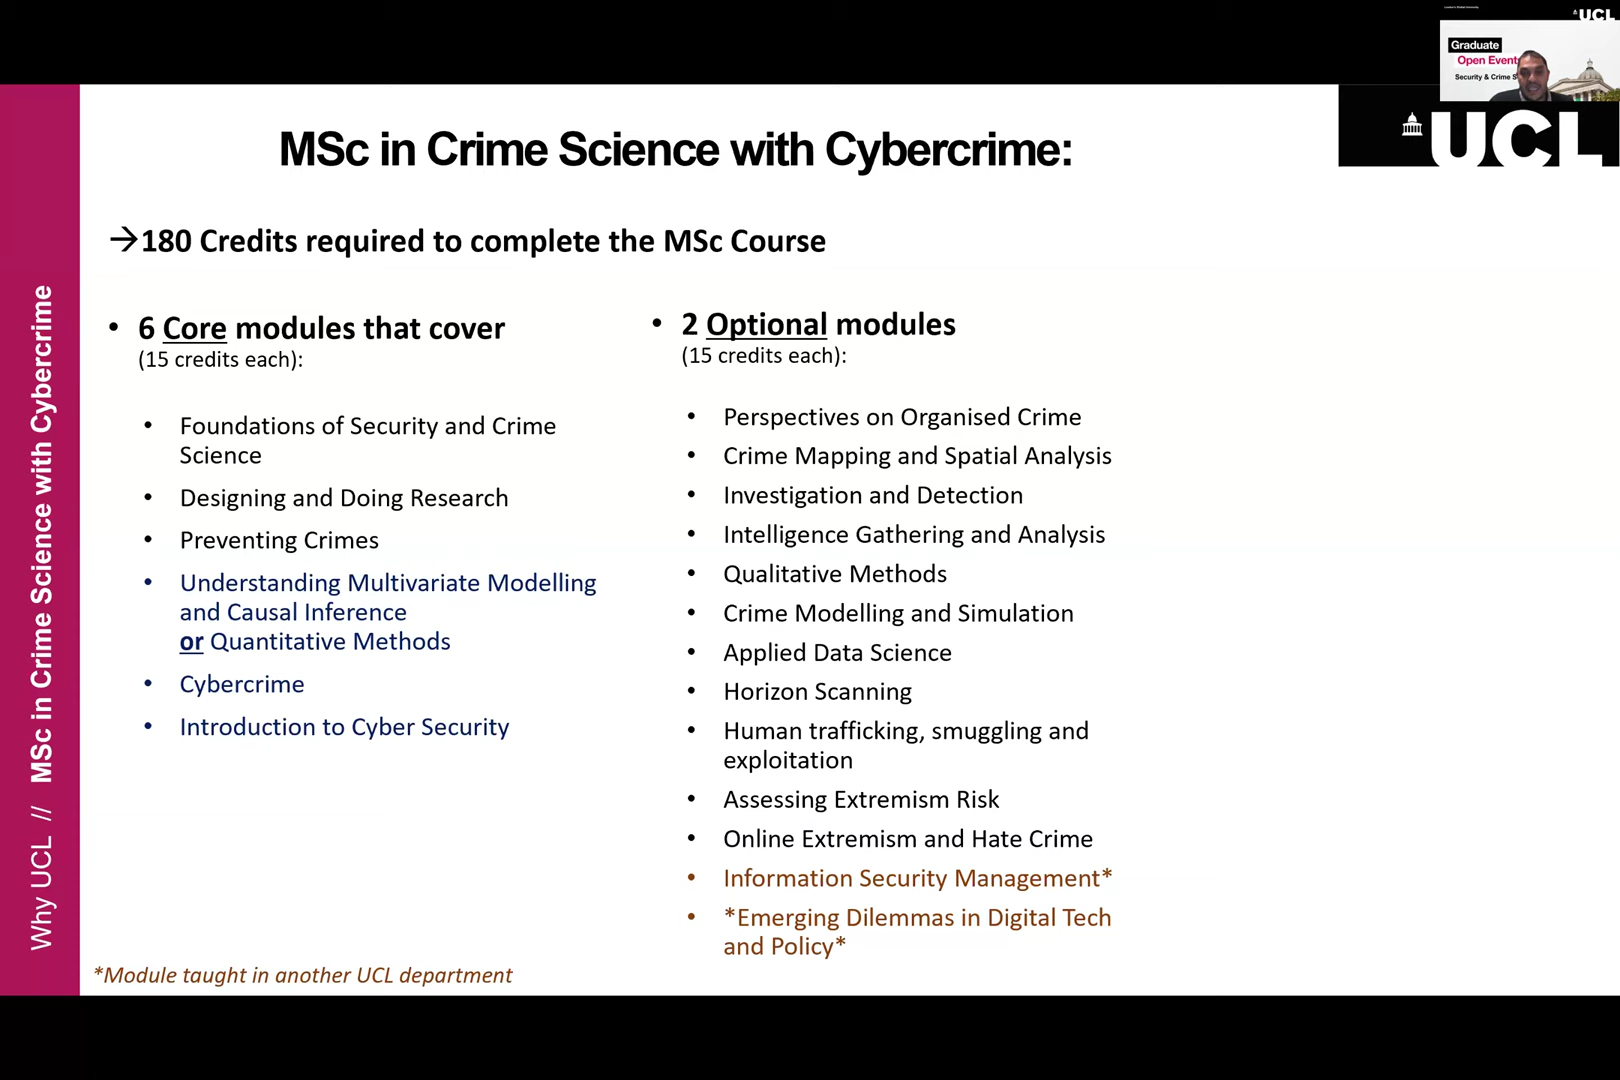 London's Global University
UCL
Graduate
Open Event
Security & Crime S
UCL
MSc in Crime Science with Cybercrime:
→180 Credits required to complete the MSc Course
• 6 Core modules that cover
(15 credits each):
• Foundations of Security and Crime
Science
• Designing and Doing Research
• Preventing Crimes
• Understanding Multivariate Modelling
and Causal Inference
or Quantitative Methods
• Cybercrime
• Introduction to Cyber Security
• 2 Optional modules
(15 credits each):
• Perspectives on Organised Crime
• Crime Mapping and Spatial Analysis
• Investigation and Detection
• Intelligence Gathering and Analysis
• Qualitative Methods
• Crime Modelling and Simulation
• Applied Data Science
• Horizon Scanning
• Human trafficking, smuggling and
exploitation
• Assessing Extremism Risk
• Online Extremism and Hate Crime
• Information Security Management*
• *Emerging Dilemmas in Digital Tech
and Policy*
*Module taught in another UCL department
Why UCL // MSc in Crime Science with Cybercrime